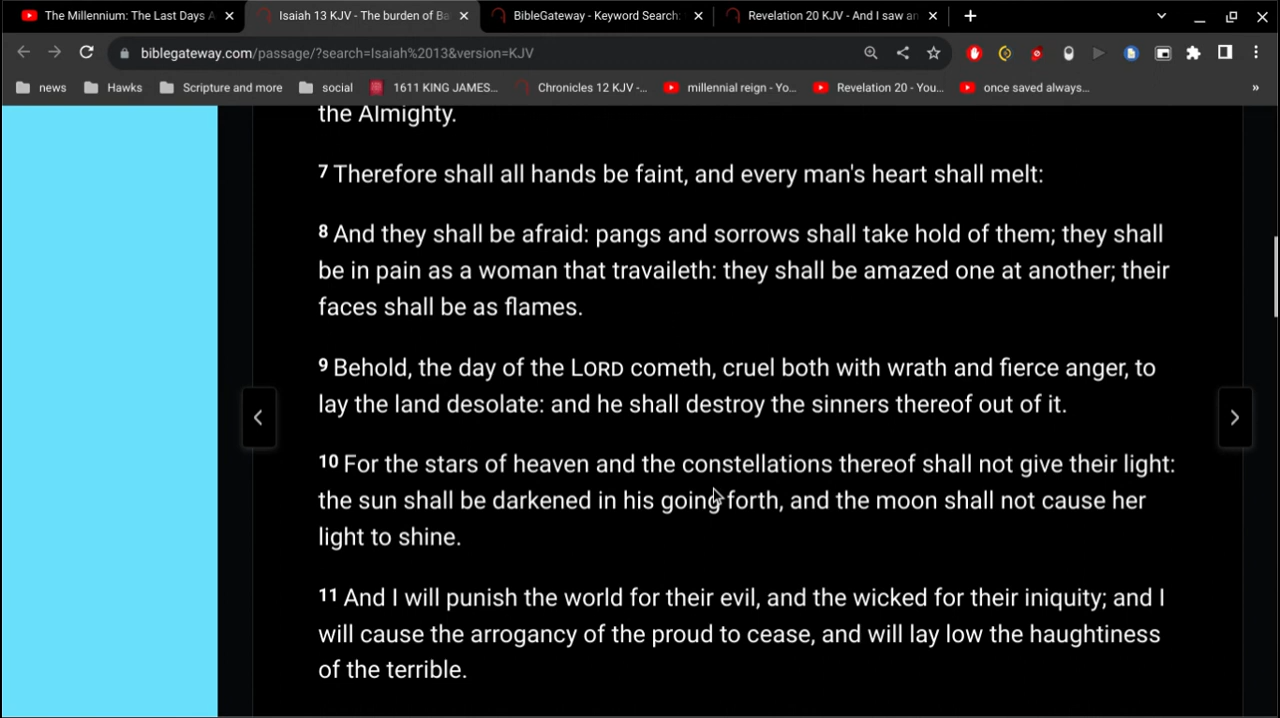 The Millennium: The Last Days A
Isaiah 13 KJV - The burden of Ba
BibleGateway - Keyword Search:
Revelation 20 KJV - And I saw an
biblegateway.com/passage/?search=Isaiah%2013&version=KJV
news
Hawks
Scripture and more
social
1611 KING JAMES...
Chronicles 12 KJV -...
millennial reign - Yo...
Revelation 20 - You...
once saved always...
the Almighty.
7 Therefore shall all hands be faint, and every man's heart shall melt:
8 And they shall be afraid: pangs and sorrows shall take hold of them; they shall
be in pain as a woman that travaileth: they shall be amazed one at another; their
faces shall be as flames.
9 Behold, the day of the LORD cometh, cruel both with wrath and fierce anger, to
lay the land desolate: and he shall destroy the sinners thereof out of it.
10 For the stars of heaven and the constellations thereof shall not give their light:
the sun shall be darkened in his going forth, and the moon shall not cause her
light to shine.
11 And I will punish the world for their evil, and the wicked for their iniquity; and I
will cause the arrogancy of the proud to cease, and will lay low the haughtiness
of the terrible.